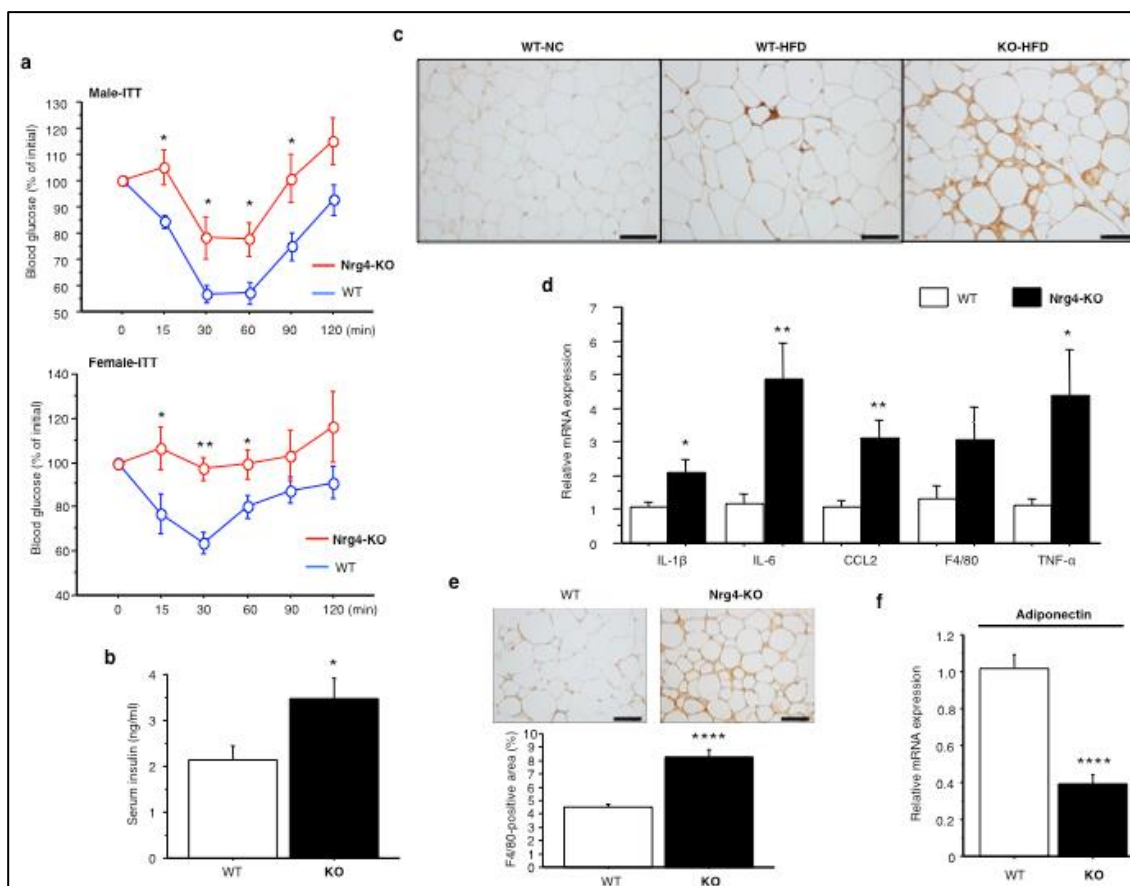 a
Male-ITT
Blood glucose (% of initial)
130
120
110
100
90
80
70
60
50
* * * *
Nrg4-KO
WT
0 15 30 60 90 120 (min)
Female-ITT
Blood glucose (% of initial)
140
120
100
80
60
40
* ** *
Nrg4-KO
WT
0 15 30 60 90 120 (min)
b
Serum insulin (ng/ml)
4
3
2
1
0
*
WT KO
c
WT-NC WT-HFD KO-HFD
d
WT Nrg4-KO
Relative mRNA expression
7
6
5
4
3
2
1
0
* ** ** *
IL-1β IL-6 CCL2 F4/80 TNF-α
e
WT Nrg4-KO
F4/80-positive area (%)
10
9
8
7
6
5
4
3
2
1
0
****
WT KO
f
Adiponectin
Relative mRNA expression
1.2
1.0
0.8
0.6
0.4
0.2
0
****
WT KO